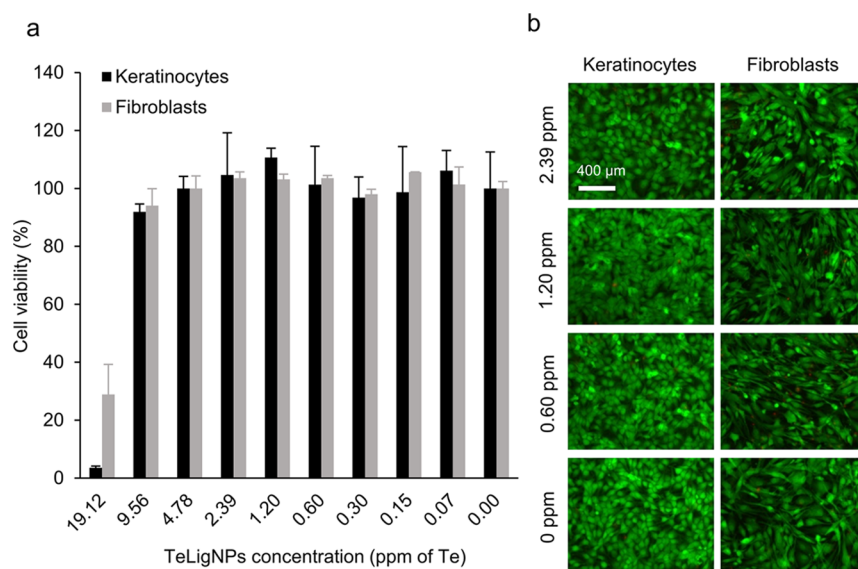 a
140
120
100
80
60
40
20
0
Cell viability (%)
Keratinocytes
Fibroblasts
19.12
9.56
4.78
2.39
1.20
0.60
0.30
0.15
0.07
0.00
TeLigNPs concentration (ppm of Te)
b
Keratinocytes
Fibroblasts
2.39 ppm
400 µm
1.20 ppm
0.60 ppm
0 ppm